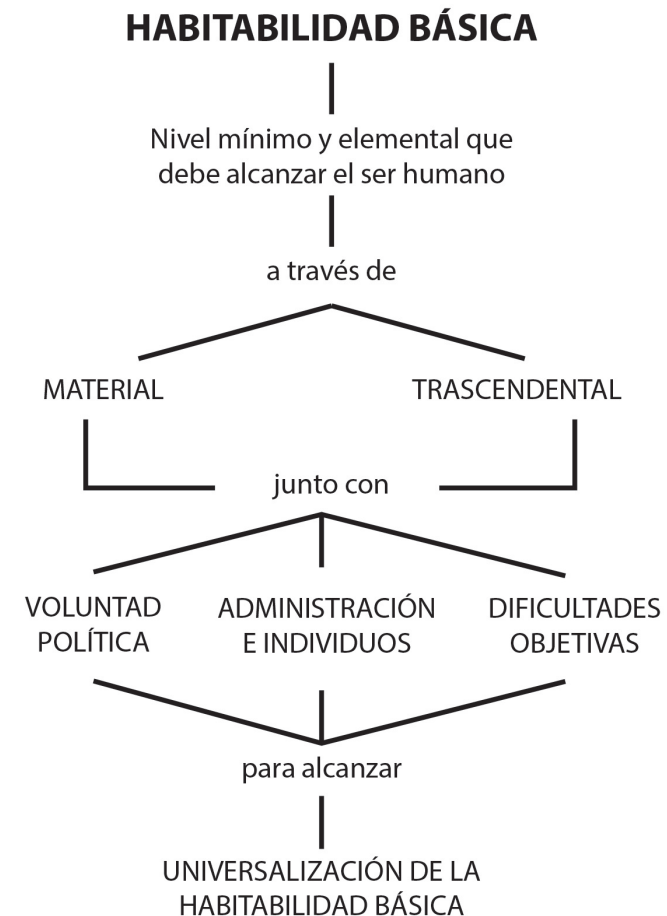 HABITABILIDAD BÁSICA
Nivel mínimo y elemental que
debe alcanzar el ser humano
a través de
MATERIAL
TRASCENDENTAL
junto con
VOLUNTAD
POLÍTICA
ADMINISTRACIÓN
E INDIVIDUOS
DIFICULTADES
OBJETIVAS
para alcanzar
UNIVERSALIZACIÓN DE LA
HABITABILIDAD BÁSICA